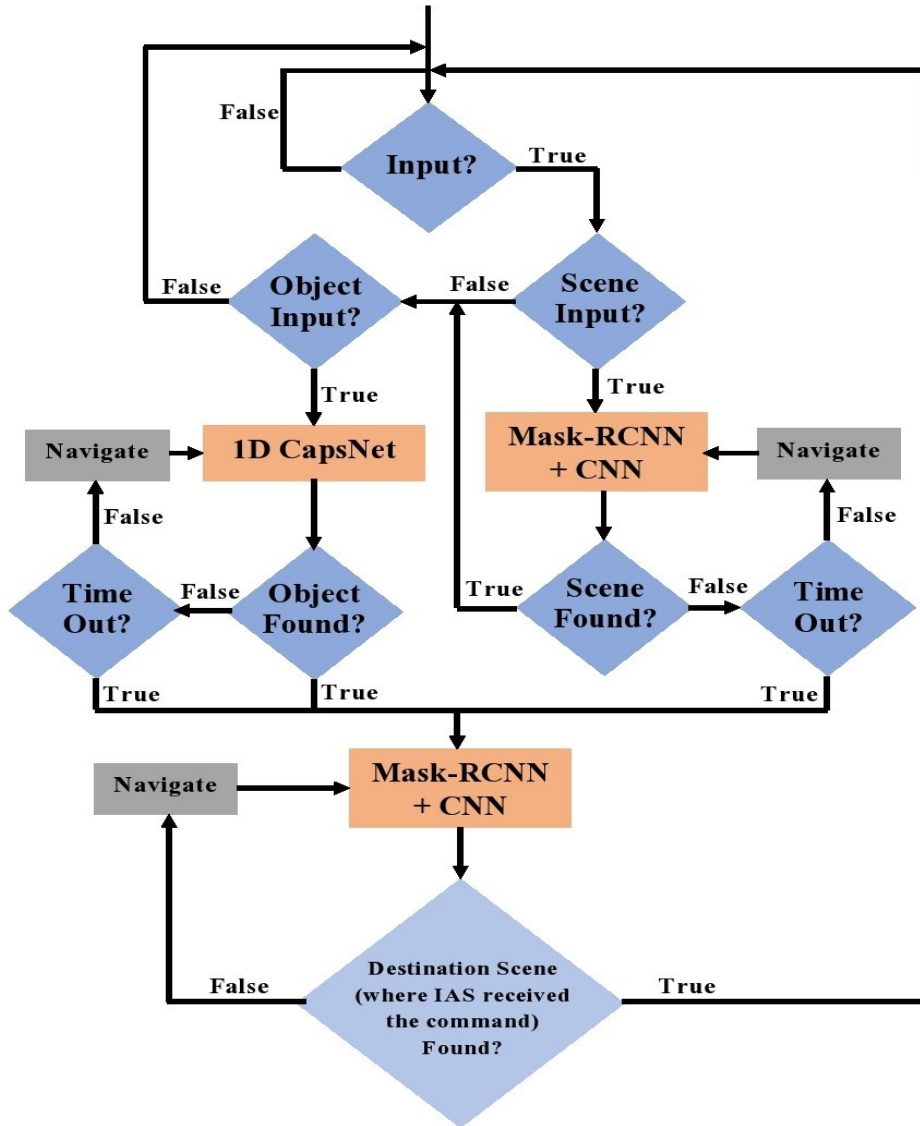 False
Input?
True
False
Object
Input?
False
Scene
Input?
True
True
Navigate
1D CapsNet
Mask-RCNN
+ CNN
Navigate
False
False
Time
Out?
False
Object
Found?
True
Scene
Found?
False
Time
Out?
True
True
True
Navigate
Mask-RCNN
+ CNN
False
Destination Scene
(where IAS received
the command)
Found?
True